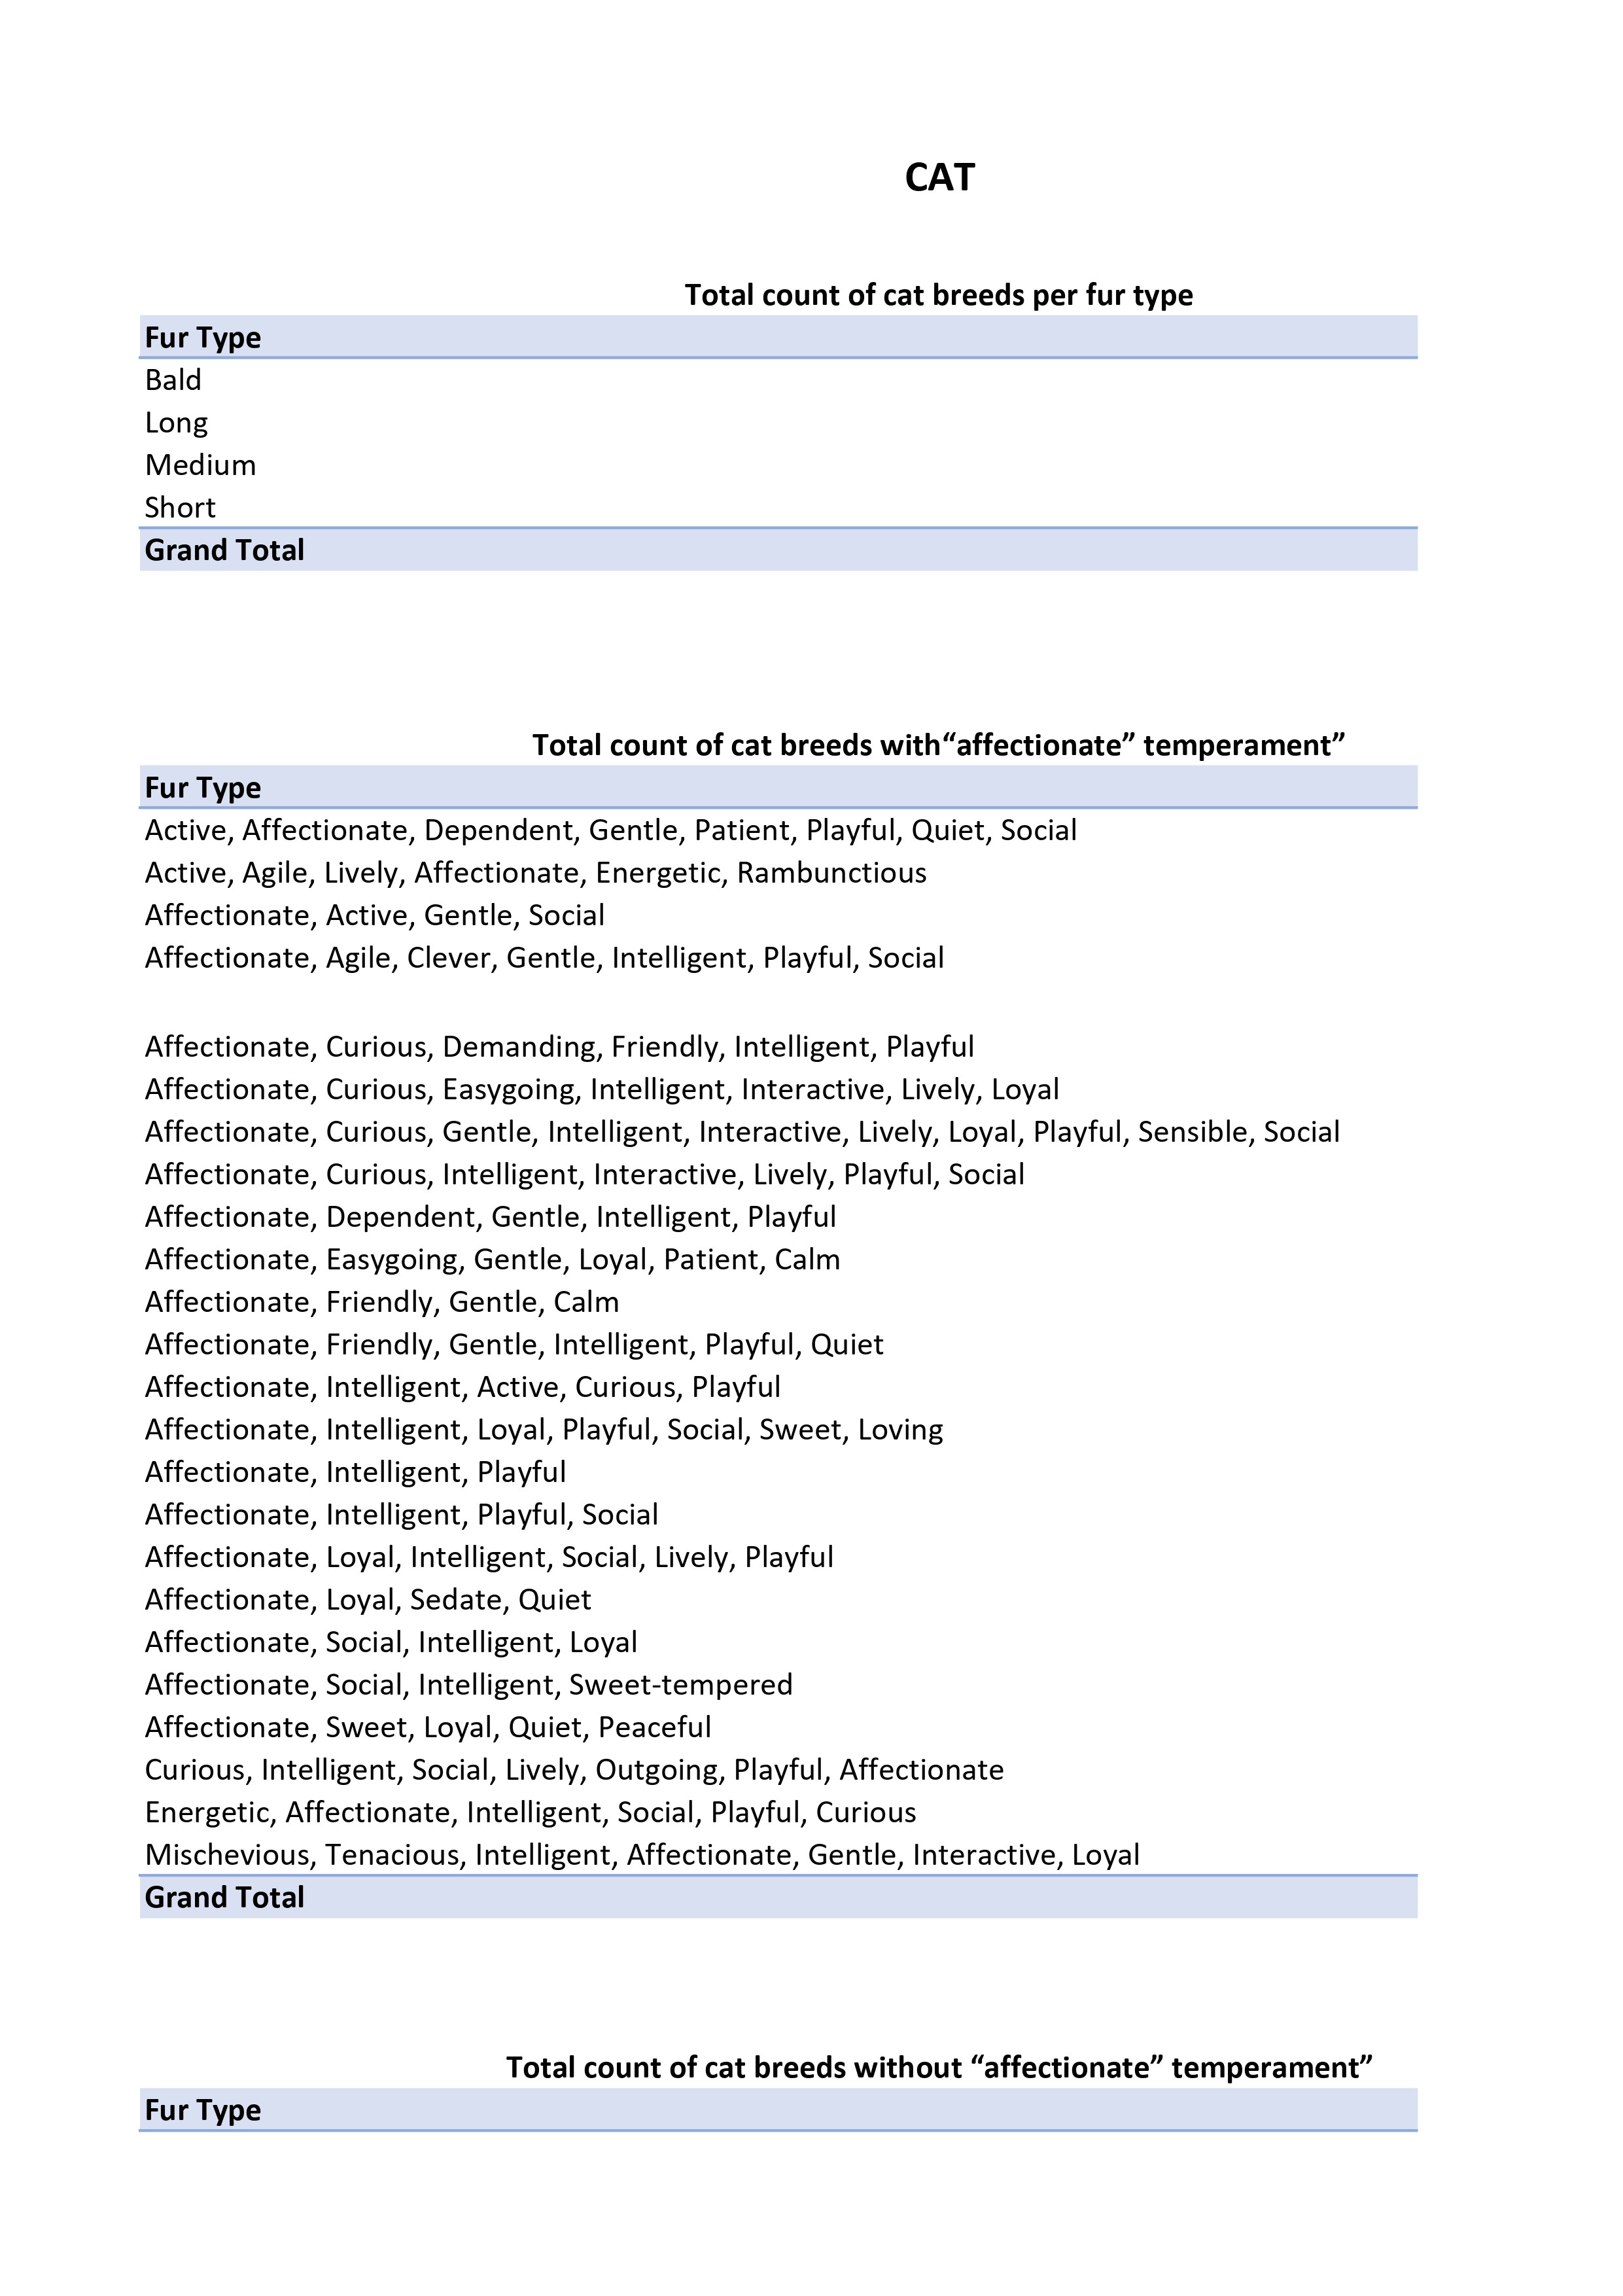 CAT
Total count of cat breeds per fur type
Fur Type
Bald
Long
Medium
Short
Grand Total
Total count of cat breeds with“affectionate” temperament”
Fur Type
Active, Affectionate, Dependent, Gentle, Patient, Playful, Quiet, Social
Active, Agile, Lively, Affectionate, Energetic, Rambunctious
Affectionate, Active, Gentle, Social
Affectionate, Agile, Clever, Gentle, Intelligent, Playful, Social
Affectionate, Curious, Demanding, Friendly, Intelligent, Playful
Affectionate, Curious, Easygoing, Intelligent, Interactive, Lively, Loyal
Affectionate, Curious, Gentle, Intelligent, Interactive, Lively, Loyal, Playful, Sensible, Social
Affectionate, Curious, Intelligent, Interactive, Lively, Playful, Social
Affectionate, Dependent, Gentle, Intelligent, Playful
Affectionate, Easygoing, Gentle, Loyal, Patient, Calm
Affectionate, Friendly, Gentle, Calm
Affectionate, Friendly, Gentle, Intelligent, Playful, Quiet
Affectionate, Intelligent, Active, Curious, Playful
Affectionate, Intelligent, Loyal, Playful, Social, Sweet, Loving
Affectionate, Intelligent, Playful
Affectionate, Intelligent, Playful, Social
Affectionate, Loyal, Intelligent, Social, Lively, Playful
Affectionate, Loyal, Sedate, Quiet
Affectionate, Social, Intelligent, Loyal
Affectionate, Social, Intelligent, Sweet-tempered
Affectionate, Sweet, Loyal, Quiet, Peaceful
Curious, Intelligent, Social, Lively, Outgoing, Playful, Affectionate
Energetic, Affectionate, Intelligent, Social, Playful, Curious
Mischevious, Tenacious, Intelligent, Affectionate, Gentle, Interactive, Loyal
Grand Total
Total count of cat breeds without “affectionate” temperament”
Fur Type